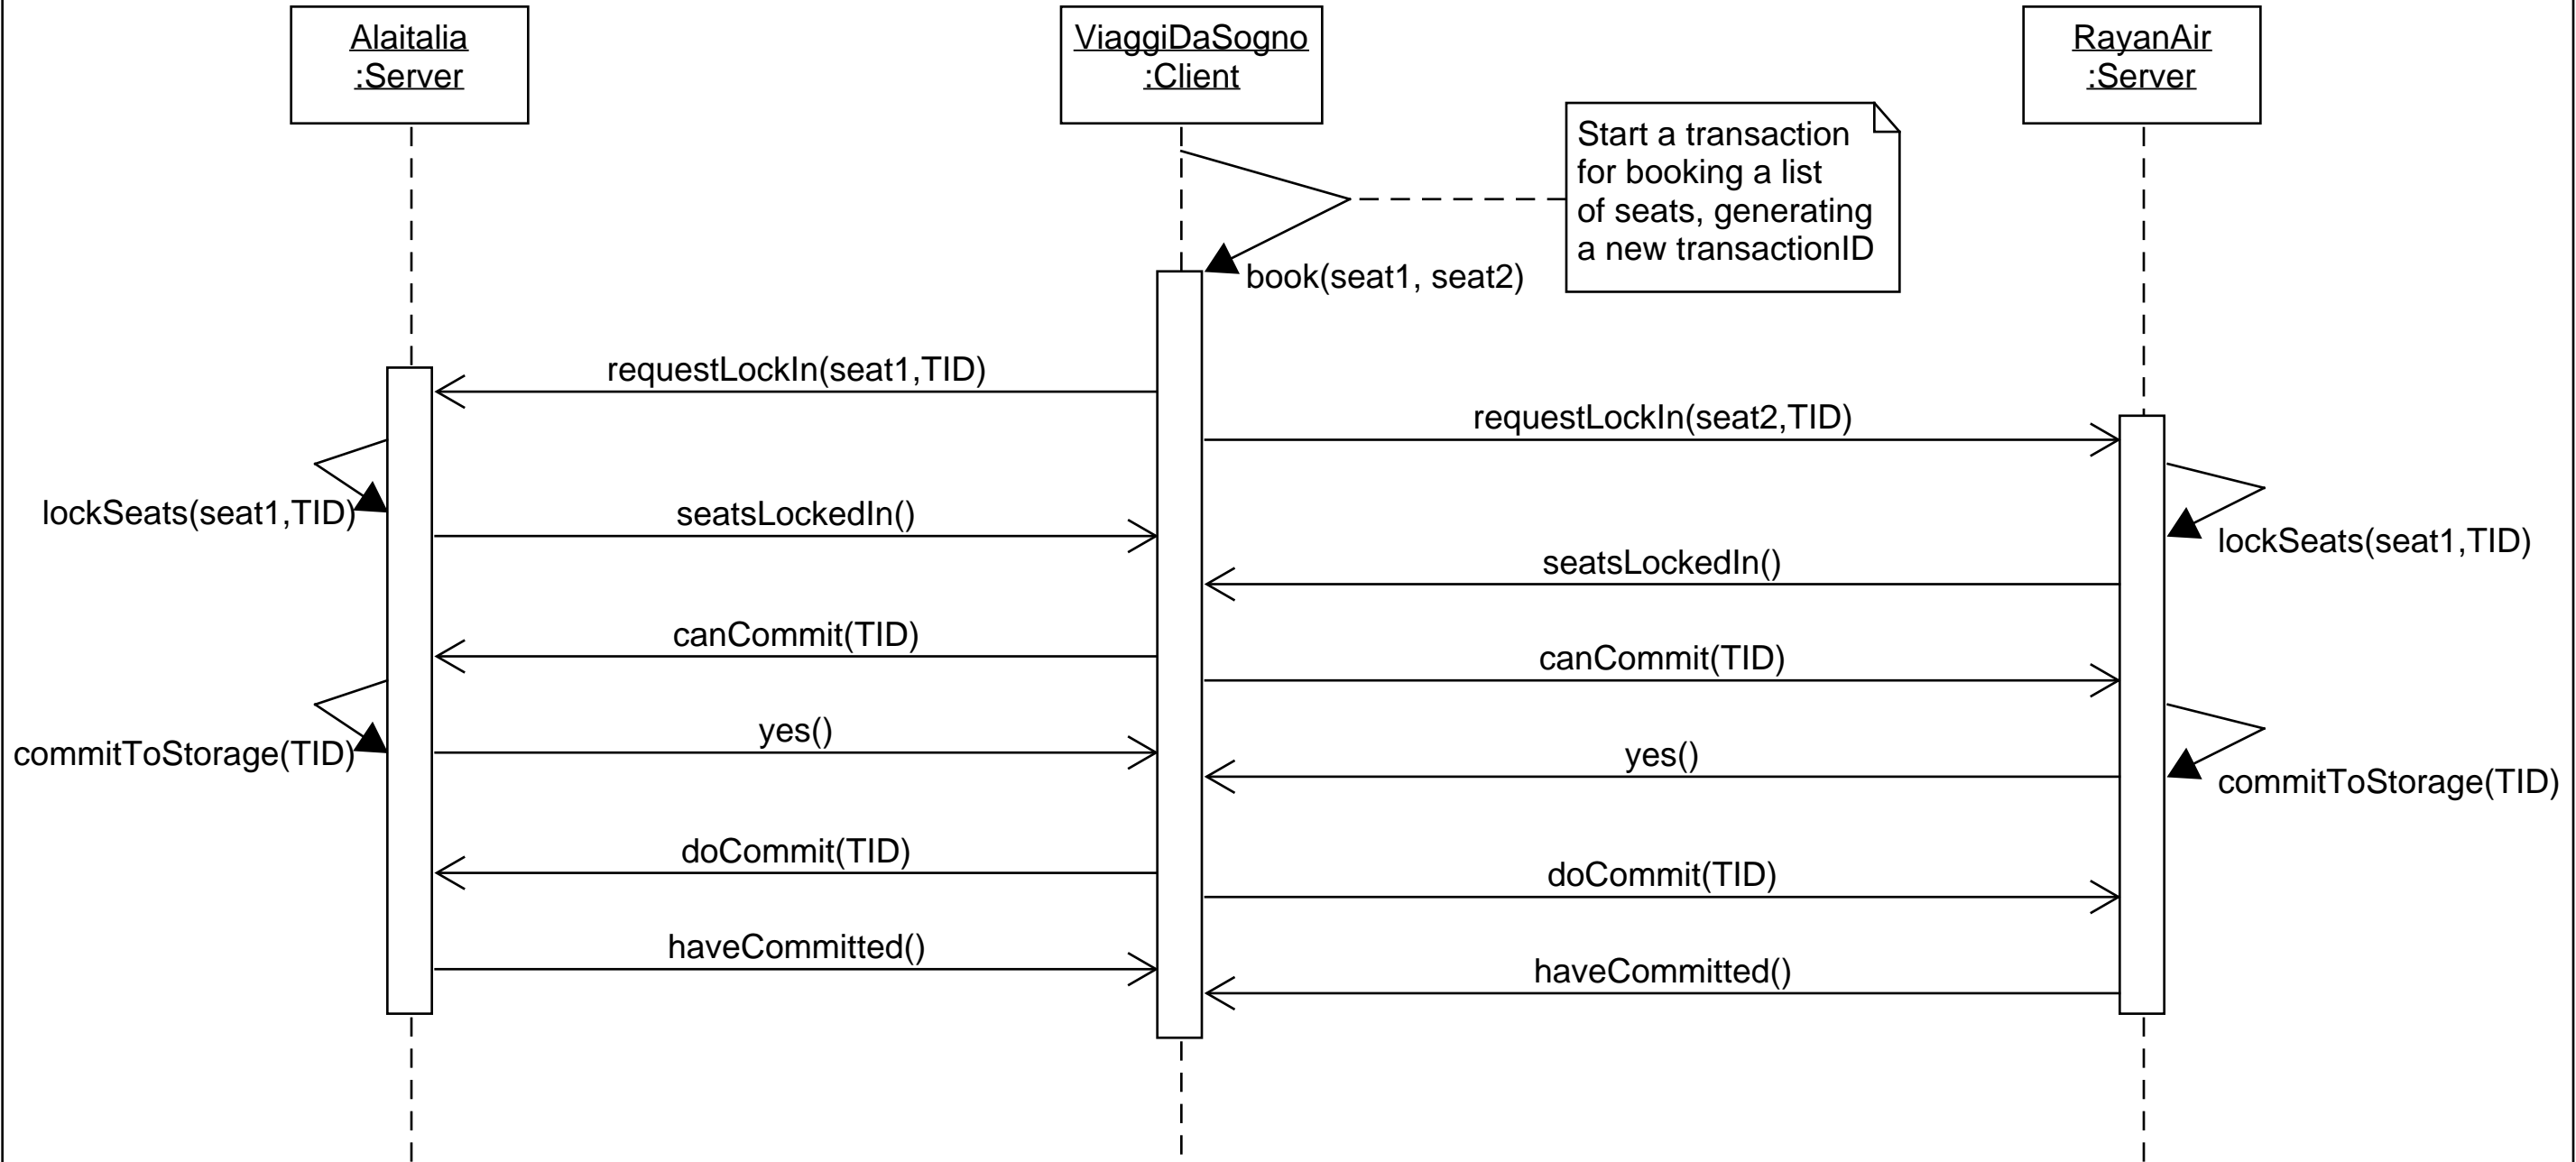 Alaitalia
:Server
ViaggiDaSogno
:Client
RayanAir
:Server
Start a transaction
for booking a list
of seats, generating
a new transactionID
book(seat1, seat2)
requestLockIn(seat1,TID)
requestLockIn(seat2,TID)
lockSeats(seat1,TID)
seatsLockedIn()
lockSeats(seat1,TID)
seatsLockedIn()
canCommit(TID)
canCommit(TID)
commitToStorage(TID)
yes()
yes()
commitToStorage(TID)
doCommit(TID)
doCommit(TID)
haveCommitted()
haveCommitted()